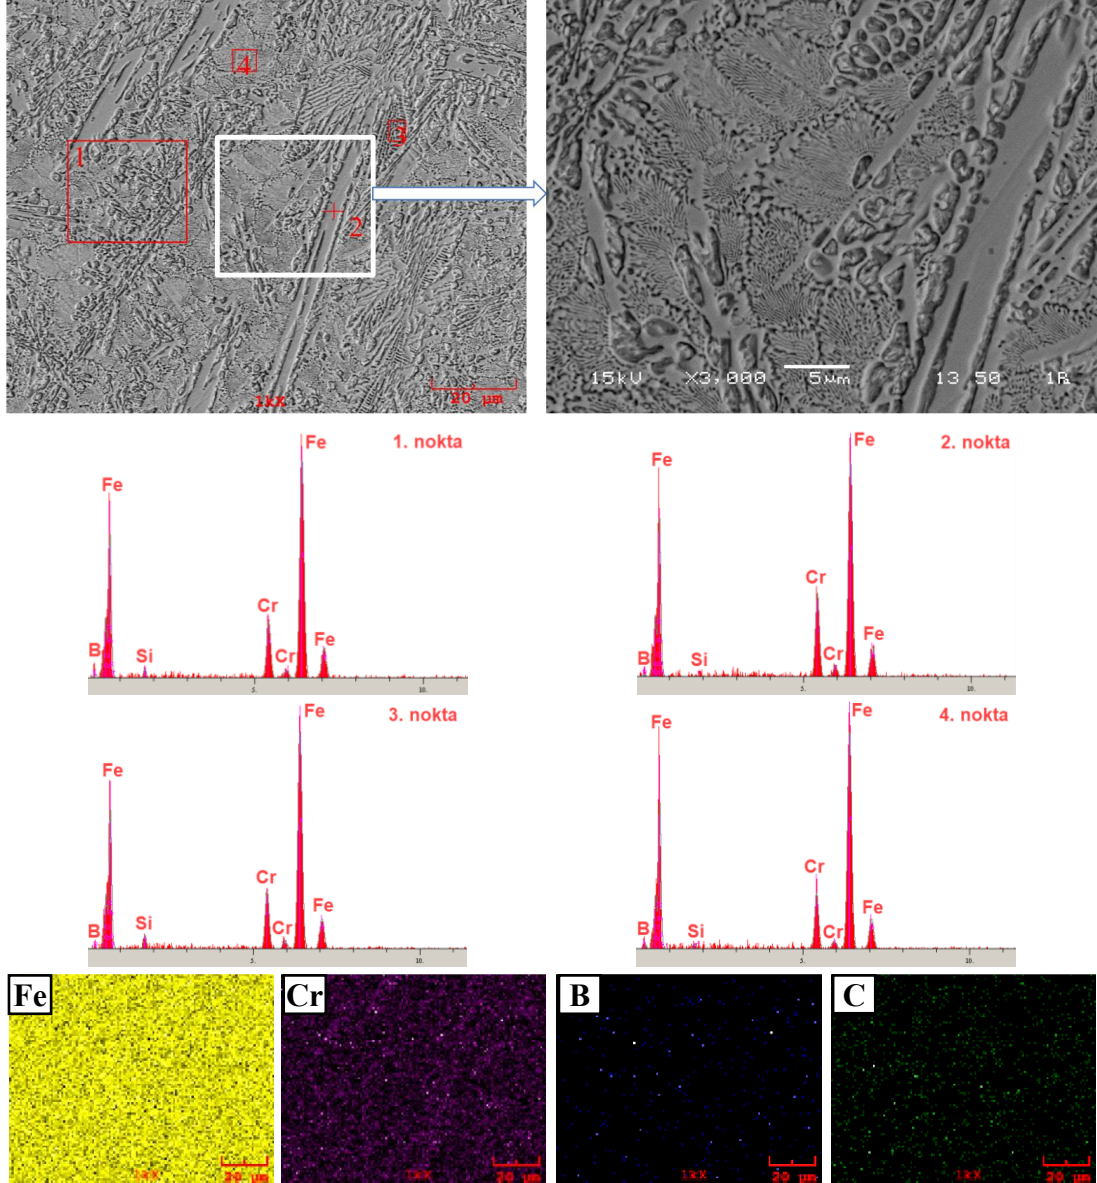 4
3
1
2
1kX
20 µm
15kV X3,000 5µm 13 50
1. nokta
Fe
Fe
Cr
Fe
B
Si
Cr
5.
10.
2. nokta
Fe
Fe
Cr
Fe
B
Si
Cr
5.
10.
3. nokta
Fe
Fe
Cr
Fe
B
Si
Cr
5.
10.
4. nokta
Fe
Fe
Cr
Fe
B
Si
Cr
5.
10.
Fe
Cr
B
C
1kX
20 µm
1kX
20 µm
1kX
20 µm
1kX
20 µm